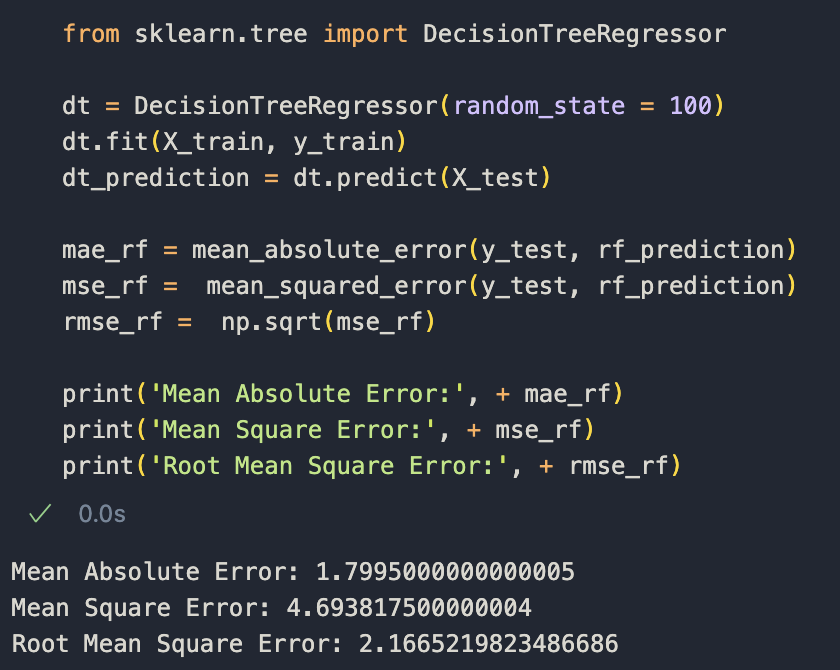 from sklearn.tree import DecisionTreeRegressor
dt = DecisionTreeRegressor(random_state = 100)
dt.fit(X_train, y_train)
dt_prediction = dt.predict(X_test)
mae_rf = mean_absolute_error(y_test, rf_prediction)
mse_rf =  mean_squared_error(y_test, rf_prediction)
rmse_rf =  np.sqrt(mse_rf)
print('Mean Absolute Error:', + mae_rf)
print('Mean Square Error:', + mse_rf)
print('Root Mean Square Error:', + rmse_rf)
0.0s
Mean Absolute Error: 1.7995000000000005
Mean Square Error: 4.693817500000004
Root Mean Square Error: 2.1665219823486686